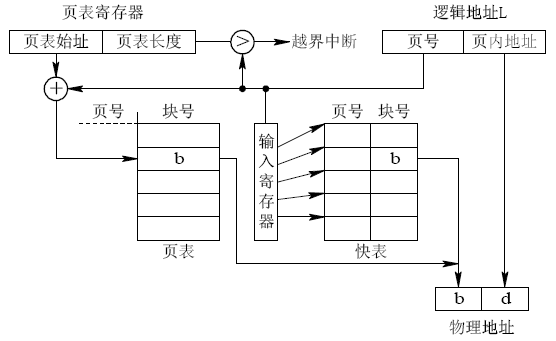 页表寄存器
逻辑地址L
页表始址 页表长度
>
越界中断
页号 页内地址
+
页号 块号
页号 块号
输入寄存器
b
b
页表
快表
b d
物理地址